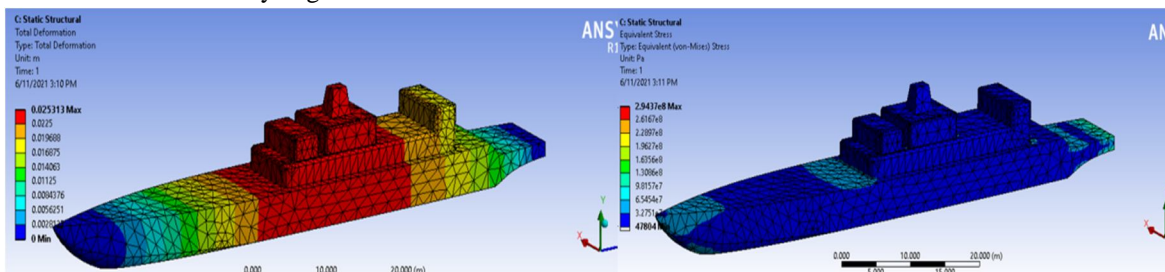 C: Static Structural
Total Deformation
Type: Total Deformation
Unit: m
Time: 1
6/11/2021 3:10 PM
0.025313 Max
0.0225
0.019688
0.016875
0.014063
0.01125
0.0084376
0.0056251
0 Min
0.000
10.000
20.000 (m)
Y
X
C: Static Structural
Equivalent Stress
Type: Equivalent (von-Mises) Stress
Unit: Pa
Time: 1
6/11/2021 3:11 PM
2.9437e8 Max
2.6167e8
2.2897e8
1.9627e8
1.6356e8
1.3086e8
9.8157e7
6.5454e7
47804
0.000
10.000
20.000 (m)
5.000
15.000
X